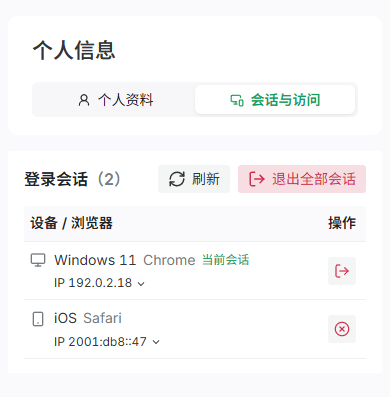 个人信息
个人资料 会话与访问
登录会话（2） 刷新 退出全部会话
设备 / 浏览器 操作
Windows 11 Chrome 当前会话
IP 192.0.2.18
iOS Safari
IP 2001:db8::47